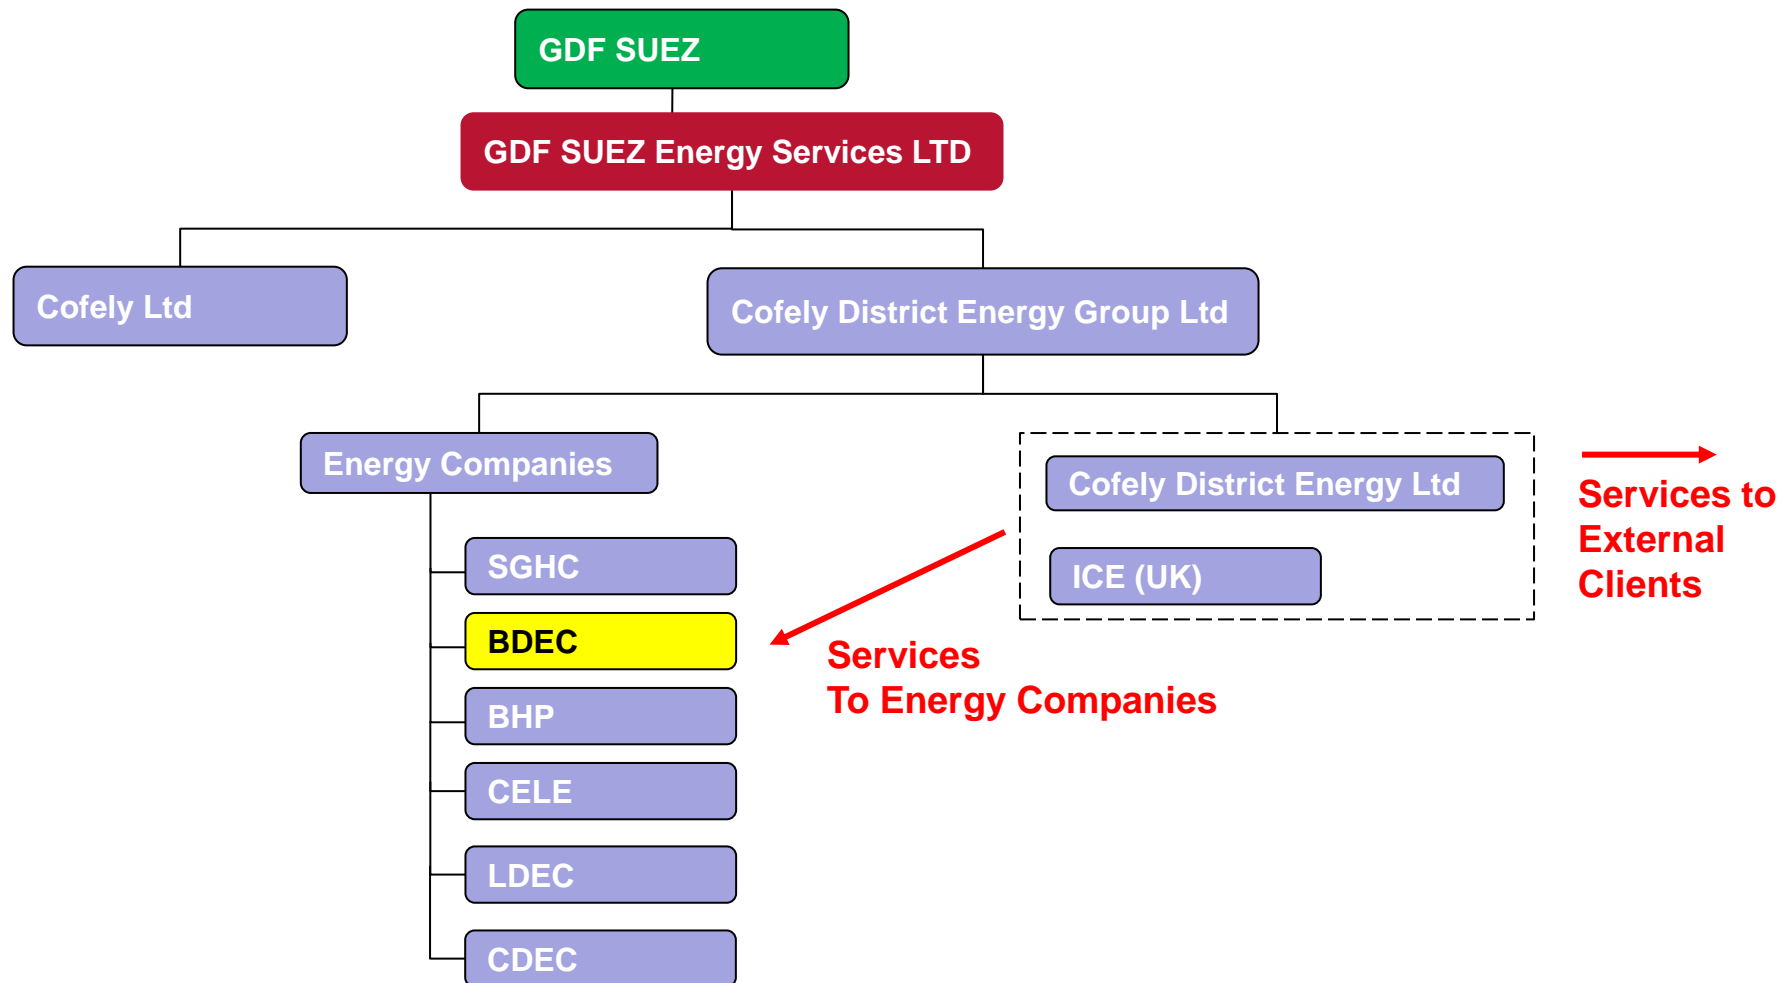 GDF SUEZ
GDF SUEZ Energy Services LTD
Cofely Ltd
Cofely District Energy Group Ltd
Energy Companies
Cofely District Energy Ltd
ICE (UK)
Services to
External
Clients
SGHC
BDEC
BHP
CELE
LDEC
CDEC
Services
To Energy Companies